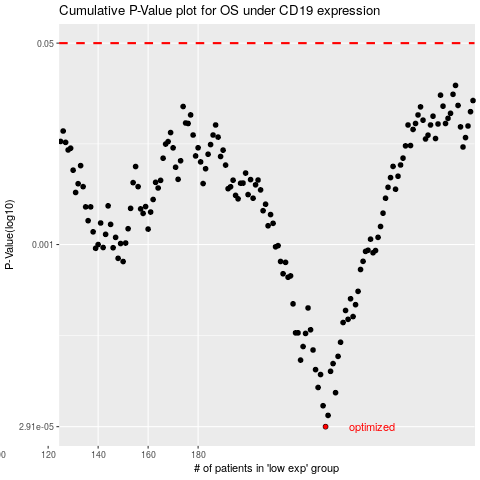 Cumulative P-Value plot for OS under CD19 expression
P-Value(log10)
0.05
0.001
2.91e-05
optimized
00 120 140 160 180
# of patients in 'low exp' group